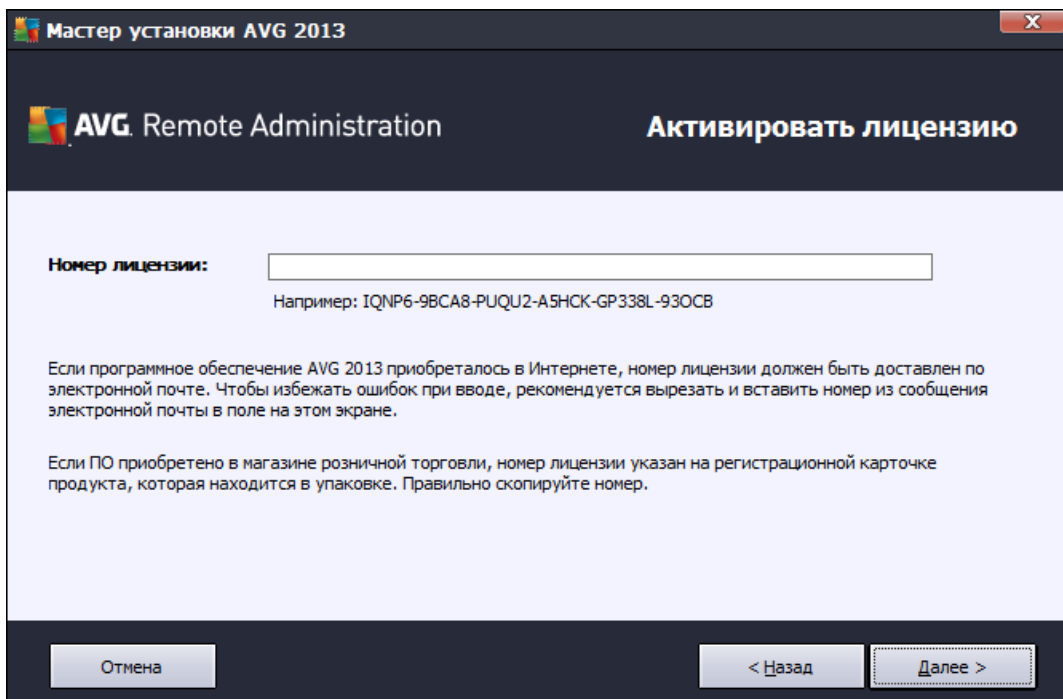 Мастер установки AVG 2013
X
AVG. Remote Administration
Активировать лицензию
Номер лицензии:
Например: IQNP6-9BCA8-PUQU2-A5HCK-GP338L-93OCB
Если программное обеспечение AVG 2013 приобреталось в Интернете, номер лицензии должен быть доставлен по
электронной почте. Чтобы избежать ошибок при вводе, рекомендуется вырезать и вставить номер из сообщения
электронной почты в поле на этом экране.
Если ПО приобретено в магазине розничной торговли, номер лицензии указан на регистрационной карточке
продукта, которая находится в упаковке. Правильно скопируйте номер.
Отмена
< Назад
Далее >